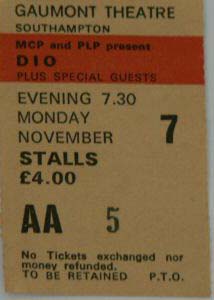 GAUMONT THEATRE
SOUTHAMPTON
MCP and PLP present
DIO
PLUS SPECIAL GUESTS
EVENING 7.30
MONDAY
NOVEMBER 7
STALLS
£4.00
AA 5
No Tickets exchanged nor
money refunded.
TO BE RETAINED P.T.O.